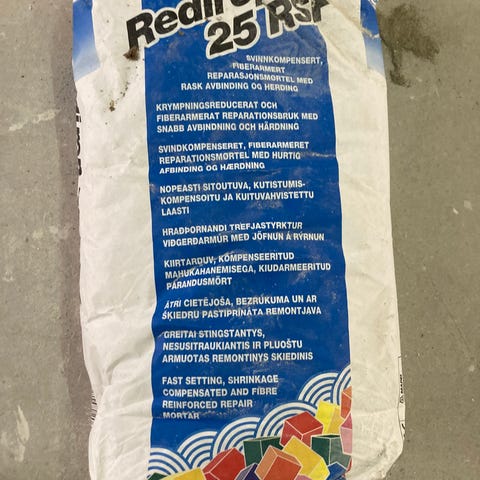 25 RSF
SVINNKOMPENSERT,
FIBERARMERT
REPARASJONSMØRTEL MED
RASK AVBINDING OG HERDING
KRYMPNINGSREDUCERAT OCH
FIBERARMERAT REPARATIONSBRUK MED
SNABB AVBINDNING OCH HÄRDNING
SVINDKOMPENSERET, FIBERARMERET
REPARATIONSMØRTEL MED HURTIG
AFBINDING OG HÆRDNING
NOPEASTI SITOUTUVA, KUTISTUMIS-
KOMPENSOITU JA KUITUVAHVISTETTU
LAASTI
HRAÐÞORNANDI TREFJASTYRKTUR
VIÐGERÐARMÚR MEÐ JÖFNUN Á RÝRNUN
KIIRTARDUV, KOMPENSEERITUD
MAHUKAHANEMISEGA, KIUDARMEERITUD
PARANDUSMÖRT
ĀTRI CIETĒJOŠA, BEZRUKUMA UN AR
ŠĶIEDRU PASTIPRINĀTA REMONTJAVA
GREITAI STINGSTANTYS,
NESUSITRAUKIANTIS IR PLUOŠTU
ARMUOTAS REMONTINYS SKIEDINIS
FAST SETTING, SHRINKAGE
COMPENSATED AND FIBRE
REINFORCED REPAIR
MORTAR